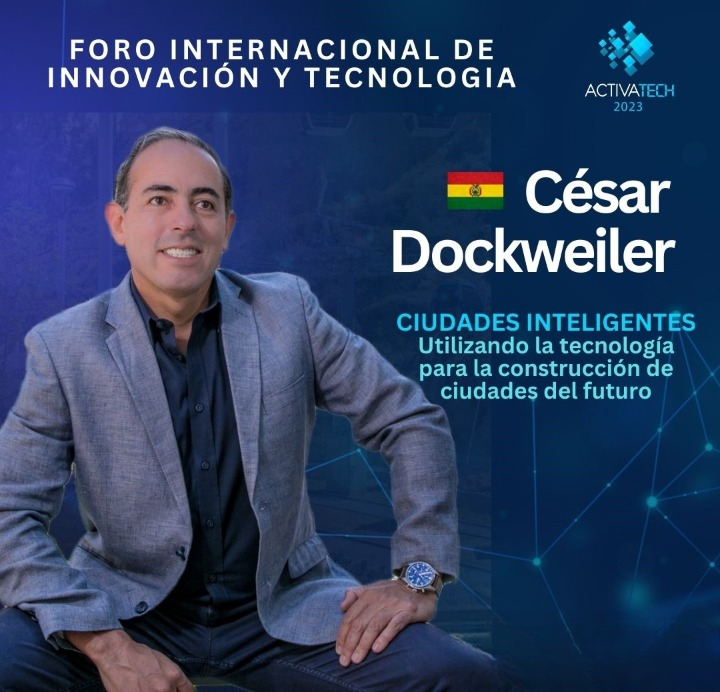 FORO INTERNACIONAL DE
INNOVACIÓN Y TECNOLOGIA
ACTIVATECH
2023
César
Dockweiler
CIUDADES INTELIGENTES
Utilizando la tecnología
para la construcción de
ciudades del futuro